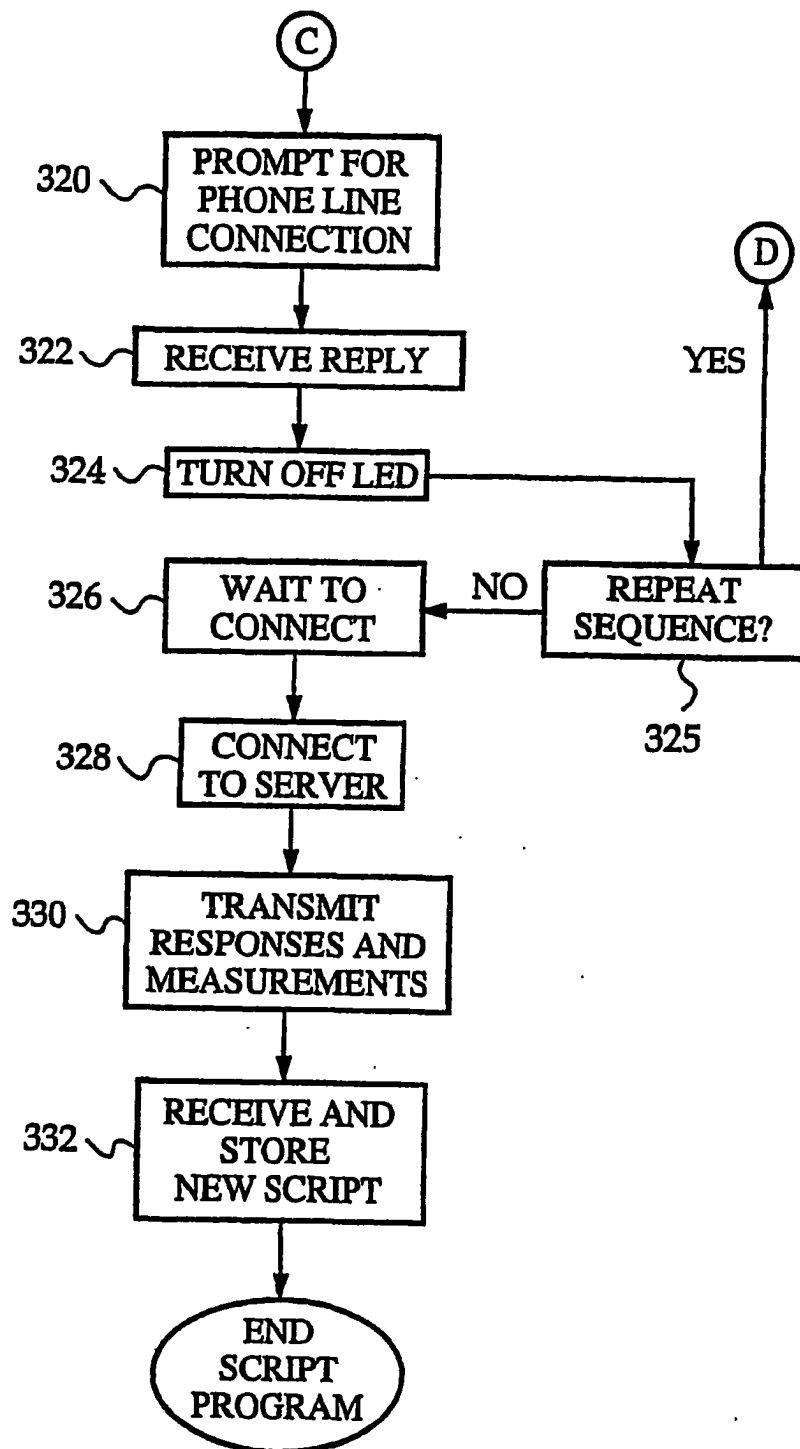 C
320
PROMPT FOR
PHONE LINE
CONNECTION
D
322
RECEIVE REPLY
YES
324
TURN OFF LED
326
WAIT TO
CONNECT
NO
REPEAT
SEQUENCE?
325
328
CONNECT
TO SERVER
330
TRANSMIT
RESPONSES AND
MEASUREMENTS
332
RECEIVE AND
STORE
NEW SCRIPT
END
SCRIPT
PROGRAM